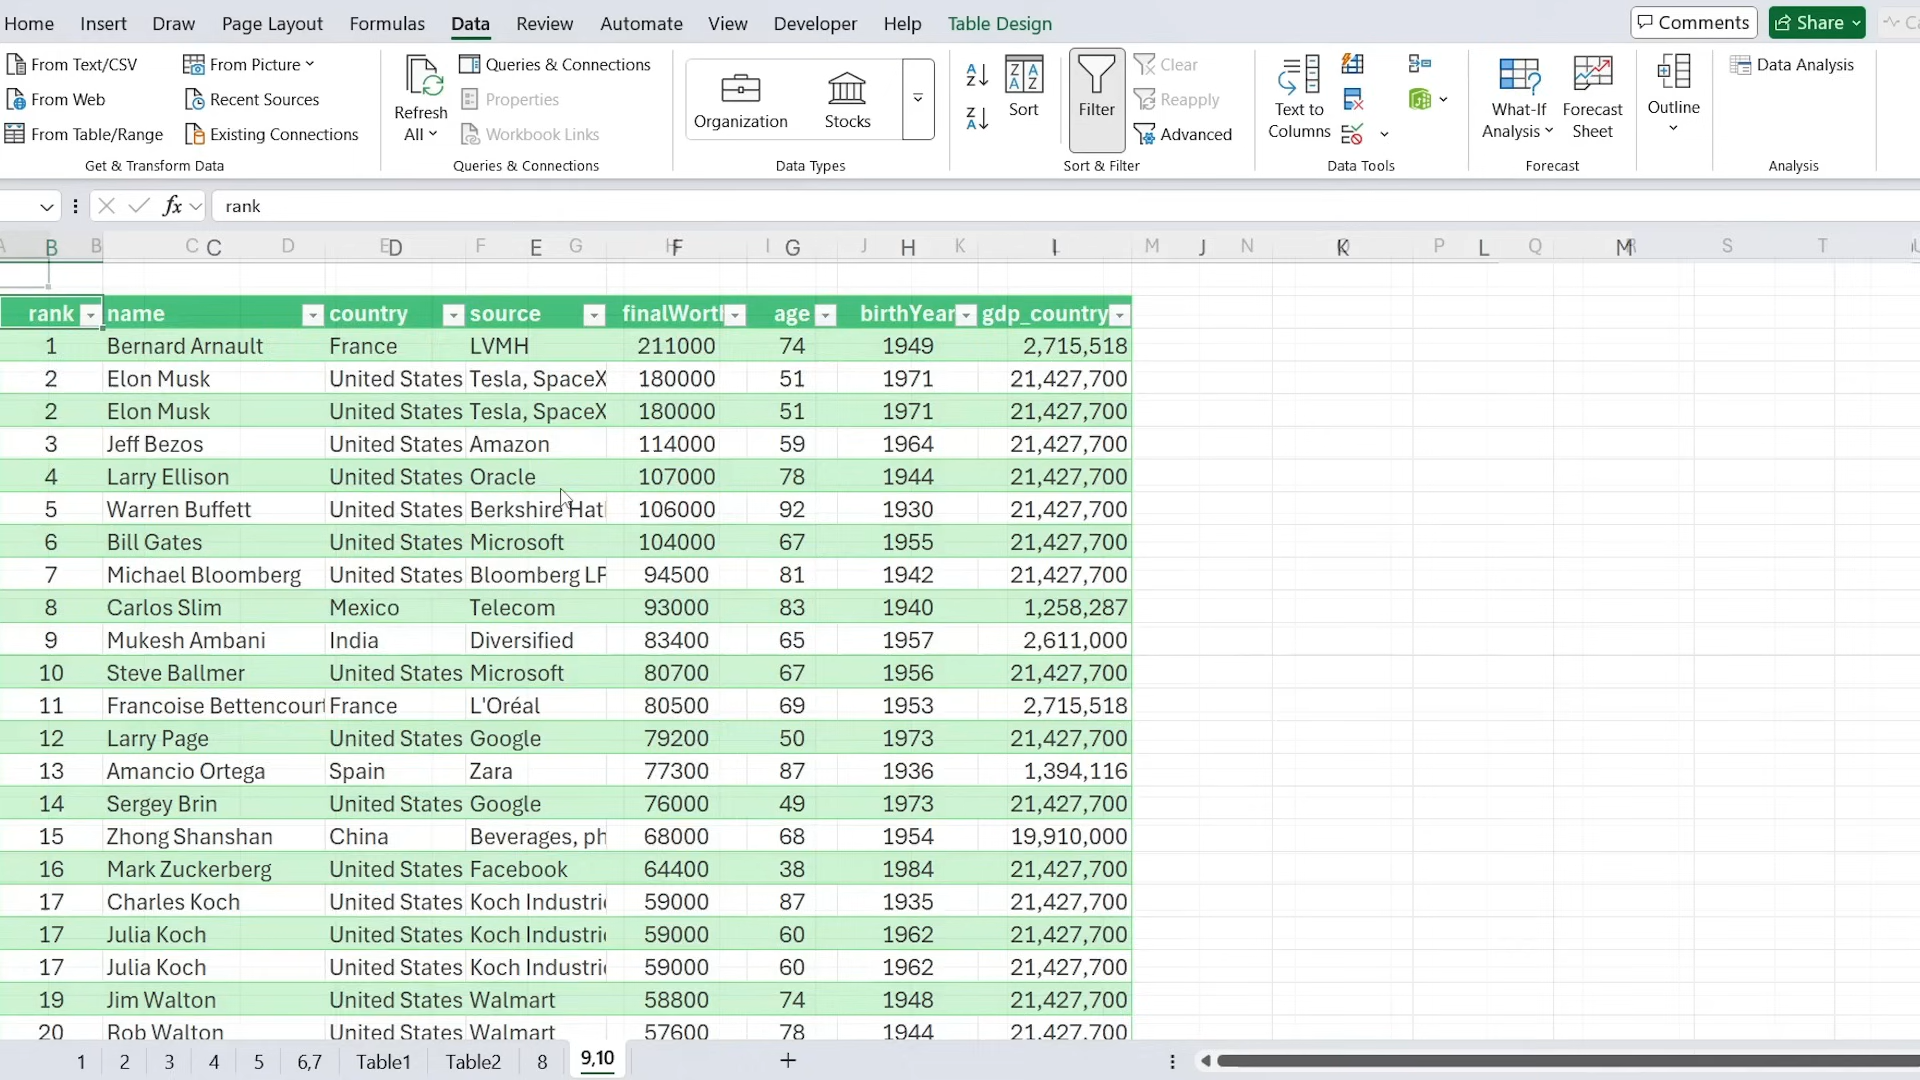 Home Insert Draw Page Layout Formulas Data Review Automate View Developer Help Table Design Comments Share
From Text/CSV
From Web
From Table/Range
From Picture
Recent Sources
Existing Connections
Get & Transform Data
Refresh
All
Queries & Connections
Properties
Workbook Links
Queries & Connections
Organization
Stocks
Data Types
Sort
Filter
Clear
Reapply
Advanced
Sort & Filter
Text to
Columns
Data Tools
What-If
Analysis
Forecast
Sheet
Forecast
Outline
Data Analysis
Analysis
fx rank
B C D E F G H I J K L M
rank name country source finalWorth age birthYear gdp_country
1 Bernard Arnault France LVMH 211000 74 1949 2,715,518
2 Elon Musk United States Tesla, SpaceX 180000 51 1971 21,427,700
2 Elon Musk United States Tesla, SpaceX 180000 51 1971 21,427,700
3 Jeff Bezos United States Amazon 114000 59 1964 21,427,700
4 Larry Ellison United States Oracle 107000 78 1944 21,427,700
5 Warren Buffett United States Berkshire Hat 106000 92 1930 21,427,700
6 Bill Gates United States Microsoft 104000 67 1955 21,427,700
7 Michael Bloomberg United States Bloomberg LP 94500 81 1942 21,427,700
8 Carlos Slim Mexico Telecom 93000 83 1940 1,258,287
9 Mukesh Ambani India Diversified 83400 65 1957 2,611,000
10 Steve Ballmer United States Microsoft 80700 67 1956 21,427,700
11 Francoise Bettencourt France L'Oréal 80500 69 1953 2,715,518
12 Larry Page United States Google 79200 50 1973 21,427,700
13 Amancio Ortega Spain Zara 77300 87 1936 1,394,116
14 Sergey Brin United States Google 76000 49 1973 21,427,700
15 Zhong Shanshan China Beverages, ph 68000 68 1954 19,910,000
16 Mark Zuckerberg United States Facebook 64400 38 1984 21,427,700
17 Charles Koch United States Koch Industri 59000 87 1935 21,427,700
17 Julia Koch United States Koch Industri 59000 60 1962 21,427,700
17 Julia Koch United States Koch Industri 59000 60 1962 21,427,700
19 Jim Walton United States Walmart 58800 74 1948 21,427,700
20 Rob Walton United States Walmart 57600 78 1944 21,427,700
1 2 3 4 5 6,7 Table1 Table2 8 9,10 +